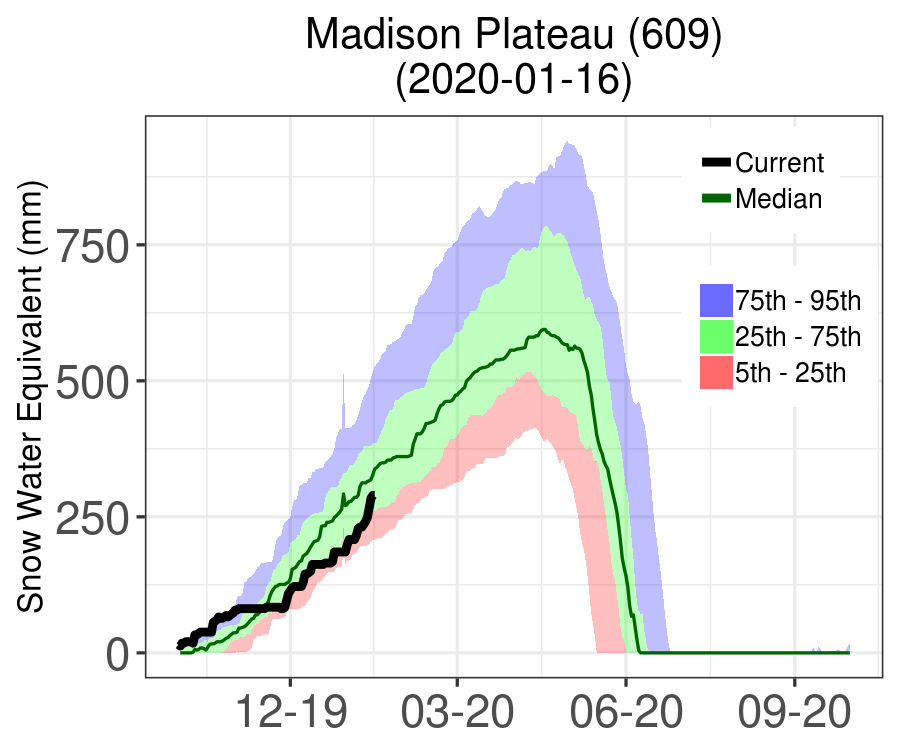 Madison Plateau (609)
(2020-01-16)
Snow Water Equivalent (mm)
750
500
250
0
12-19 03-20 06-20 09-20
Current
Median
75th - 95th
25th - 75th
5th - 25th